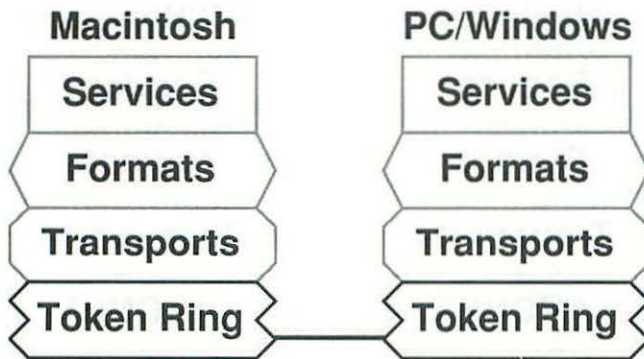 Macintosh
Services
Formats
Transports
Token Ring
PC/Windows
Services
Formats
Transports
Token Ring